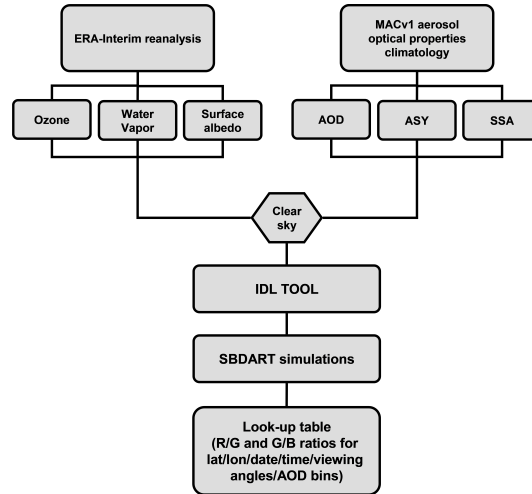 ERA-Interim reanalysis
MACv1 aerosol
optical properties
climatology
Ozone
Water
Vapor
Surface
albedo
AOD
ASY
SSA
Clear
sky
IDL TOOL
SBDART simulations
Look-up table
(R/G and G/B ratios for
lat/lon/date/time/viewing
angles/AOD bins)